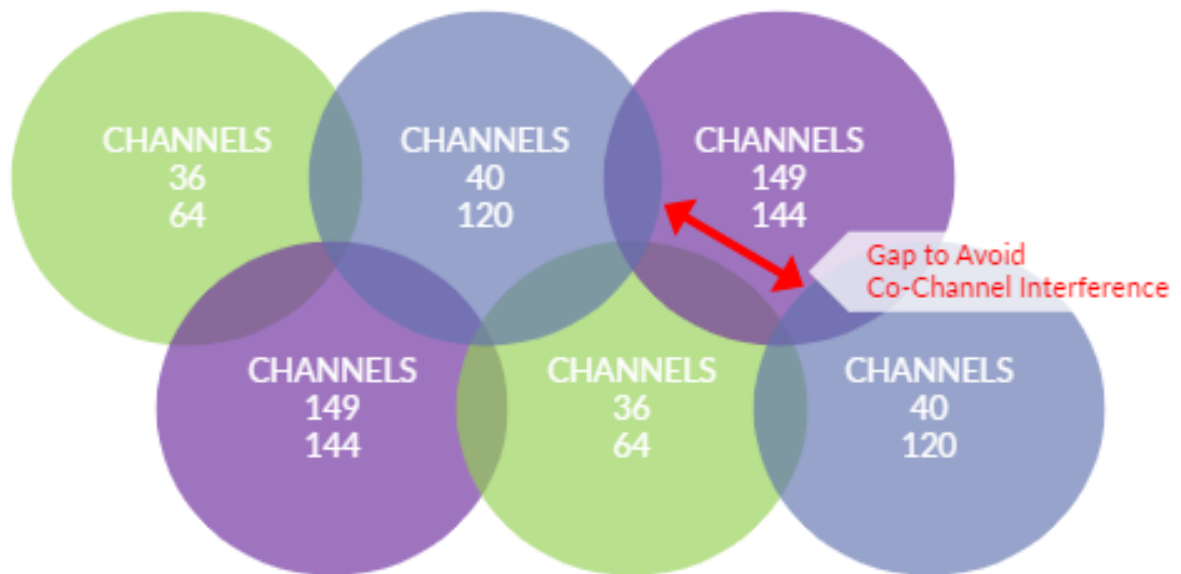 CHANNELS
36
64
CHANNELS
40
120
CHANNELS
149
144
Gap to Avoid
Co-Channel Interference
CHANNELS
149
144
CHANNELS
36
64
CHANNELS
40
120